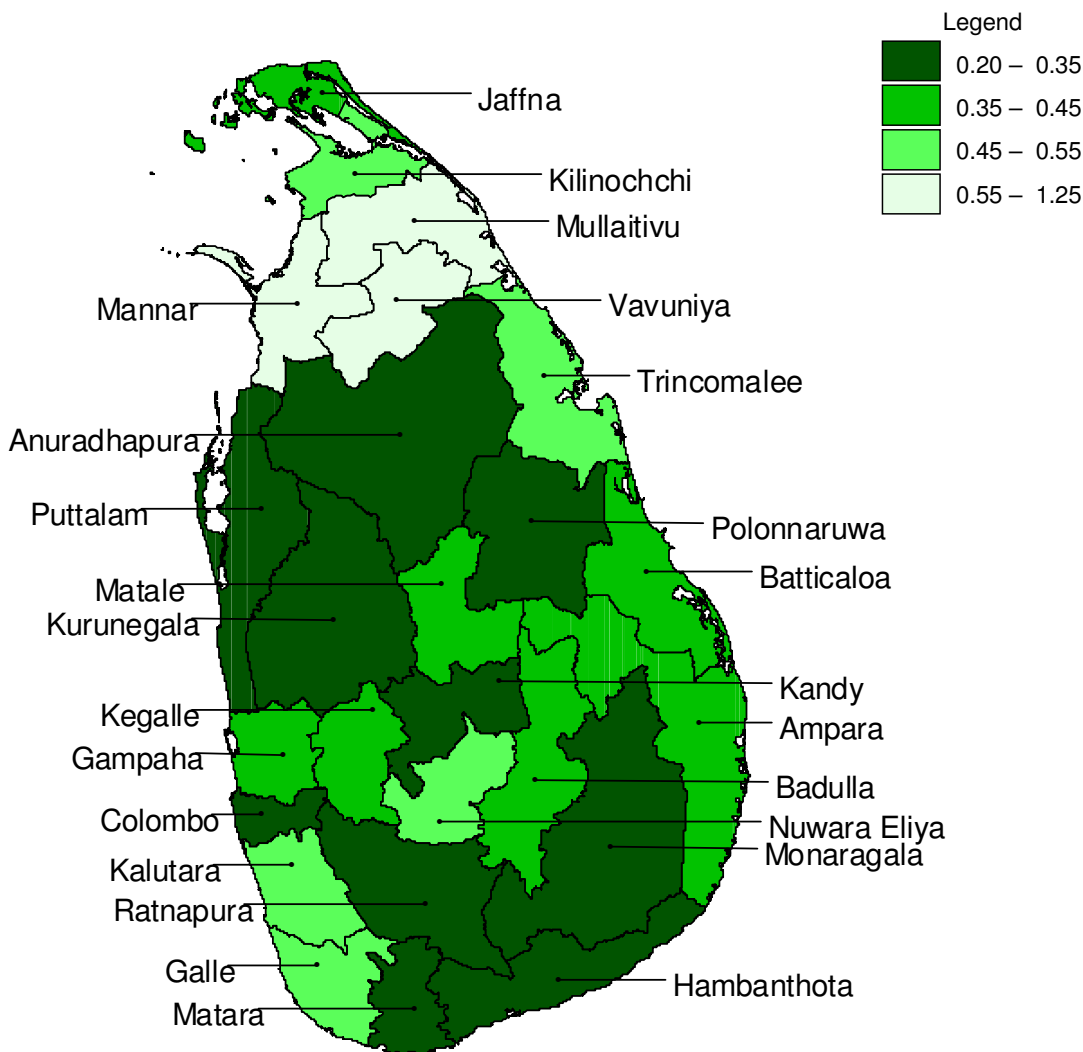 Legend
0.20 – 0.35
0.35 – 0.45
0.45 – 0.55
0.55 – 1.25
Jaffna
Kilinochchi
Mullaitivu
Mannar
Vavuniya
Trincomalee
Anuradhapura
Puttalam
Polonnaruwa
Batticaloa
Matale
Kurunegala
Kandy
Kegalle
Ampara
Gampaha
Badulla
Colombo
Nuwara Eliya
Monaragala
Kalutara
Ratnapura
Galle
Hambanthota
Matara